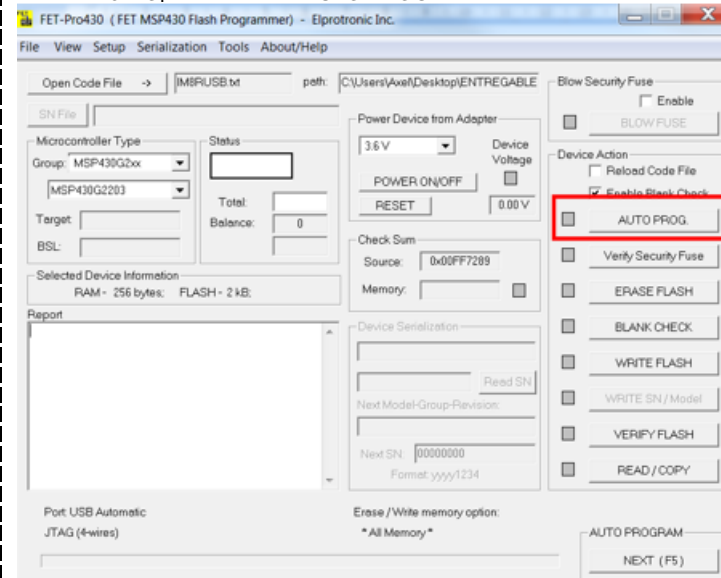 FET-Pro430 ( FET MSP430 Flash Programmer) - Elprotronic Inc.
File View Setup Serialization Tools About/Help
Open Code File -> IM8RUSB.txt path: C:\Users\Axel\Desktop\ENTREGABLE
SN File
Microcontroller Type
Group: MSP430G2xx
MSP430G2203
Target
BSL:
Status
Total:
Balance: 0
Selected Device Information
RAM - 256 bytes; FLASH - 2 kB;
Report
Power Device from Adapter
3.6 V
Device
Voltage
POWER ON/OFF
RESET 0.00 V
Check Sum
Source: 0x00FF7289
Memory:
Device Serialization
Read SN
Next Model-Group-Revision:
Next SN: 00000000
Format: yyyy1234
Blow Security Fuse
Enable
BLOW FUSE
Device Action
Reload Code File
Enable Blank Check
AUTO PROG.
Verify Security Fuse
ERASE FLASH
BLANK CHECK
WRITE FLASH
WRITE SN / Model
VERIFY FLASH
READ / COPY
Port: USB Automatic
JTAG (4-wires)
Erase / Write memory option:
* All Memory *
AUTO PROGRAM
NEXT (F5)